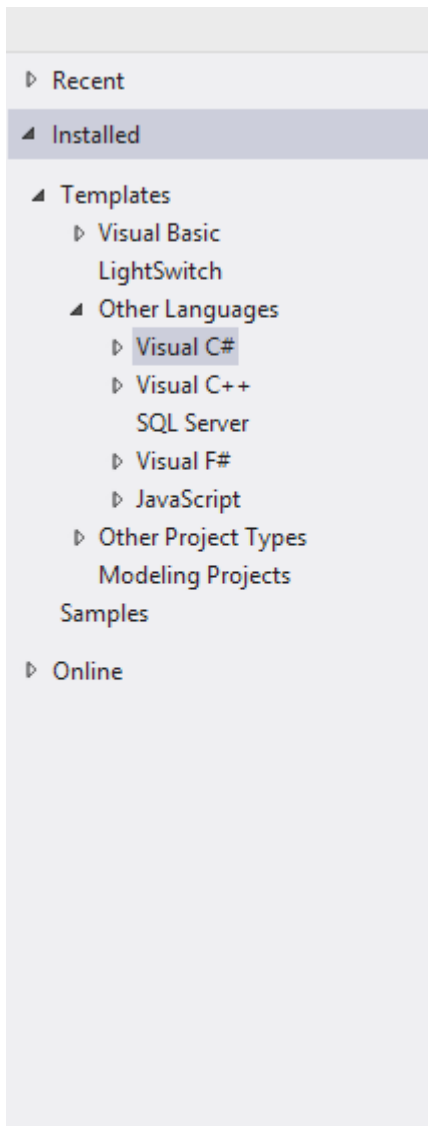 Recent
Installed
Templates
Visual Basic
LightSwitch
Other Languages
Visual C#
Visual C++
SQL Server
Visual F#
JavaScript
Other Project Types
Modeling Projects
Samples
Online